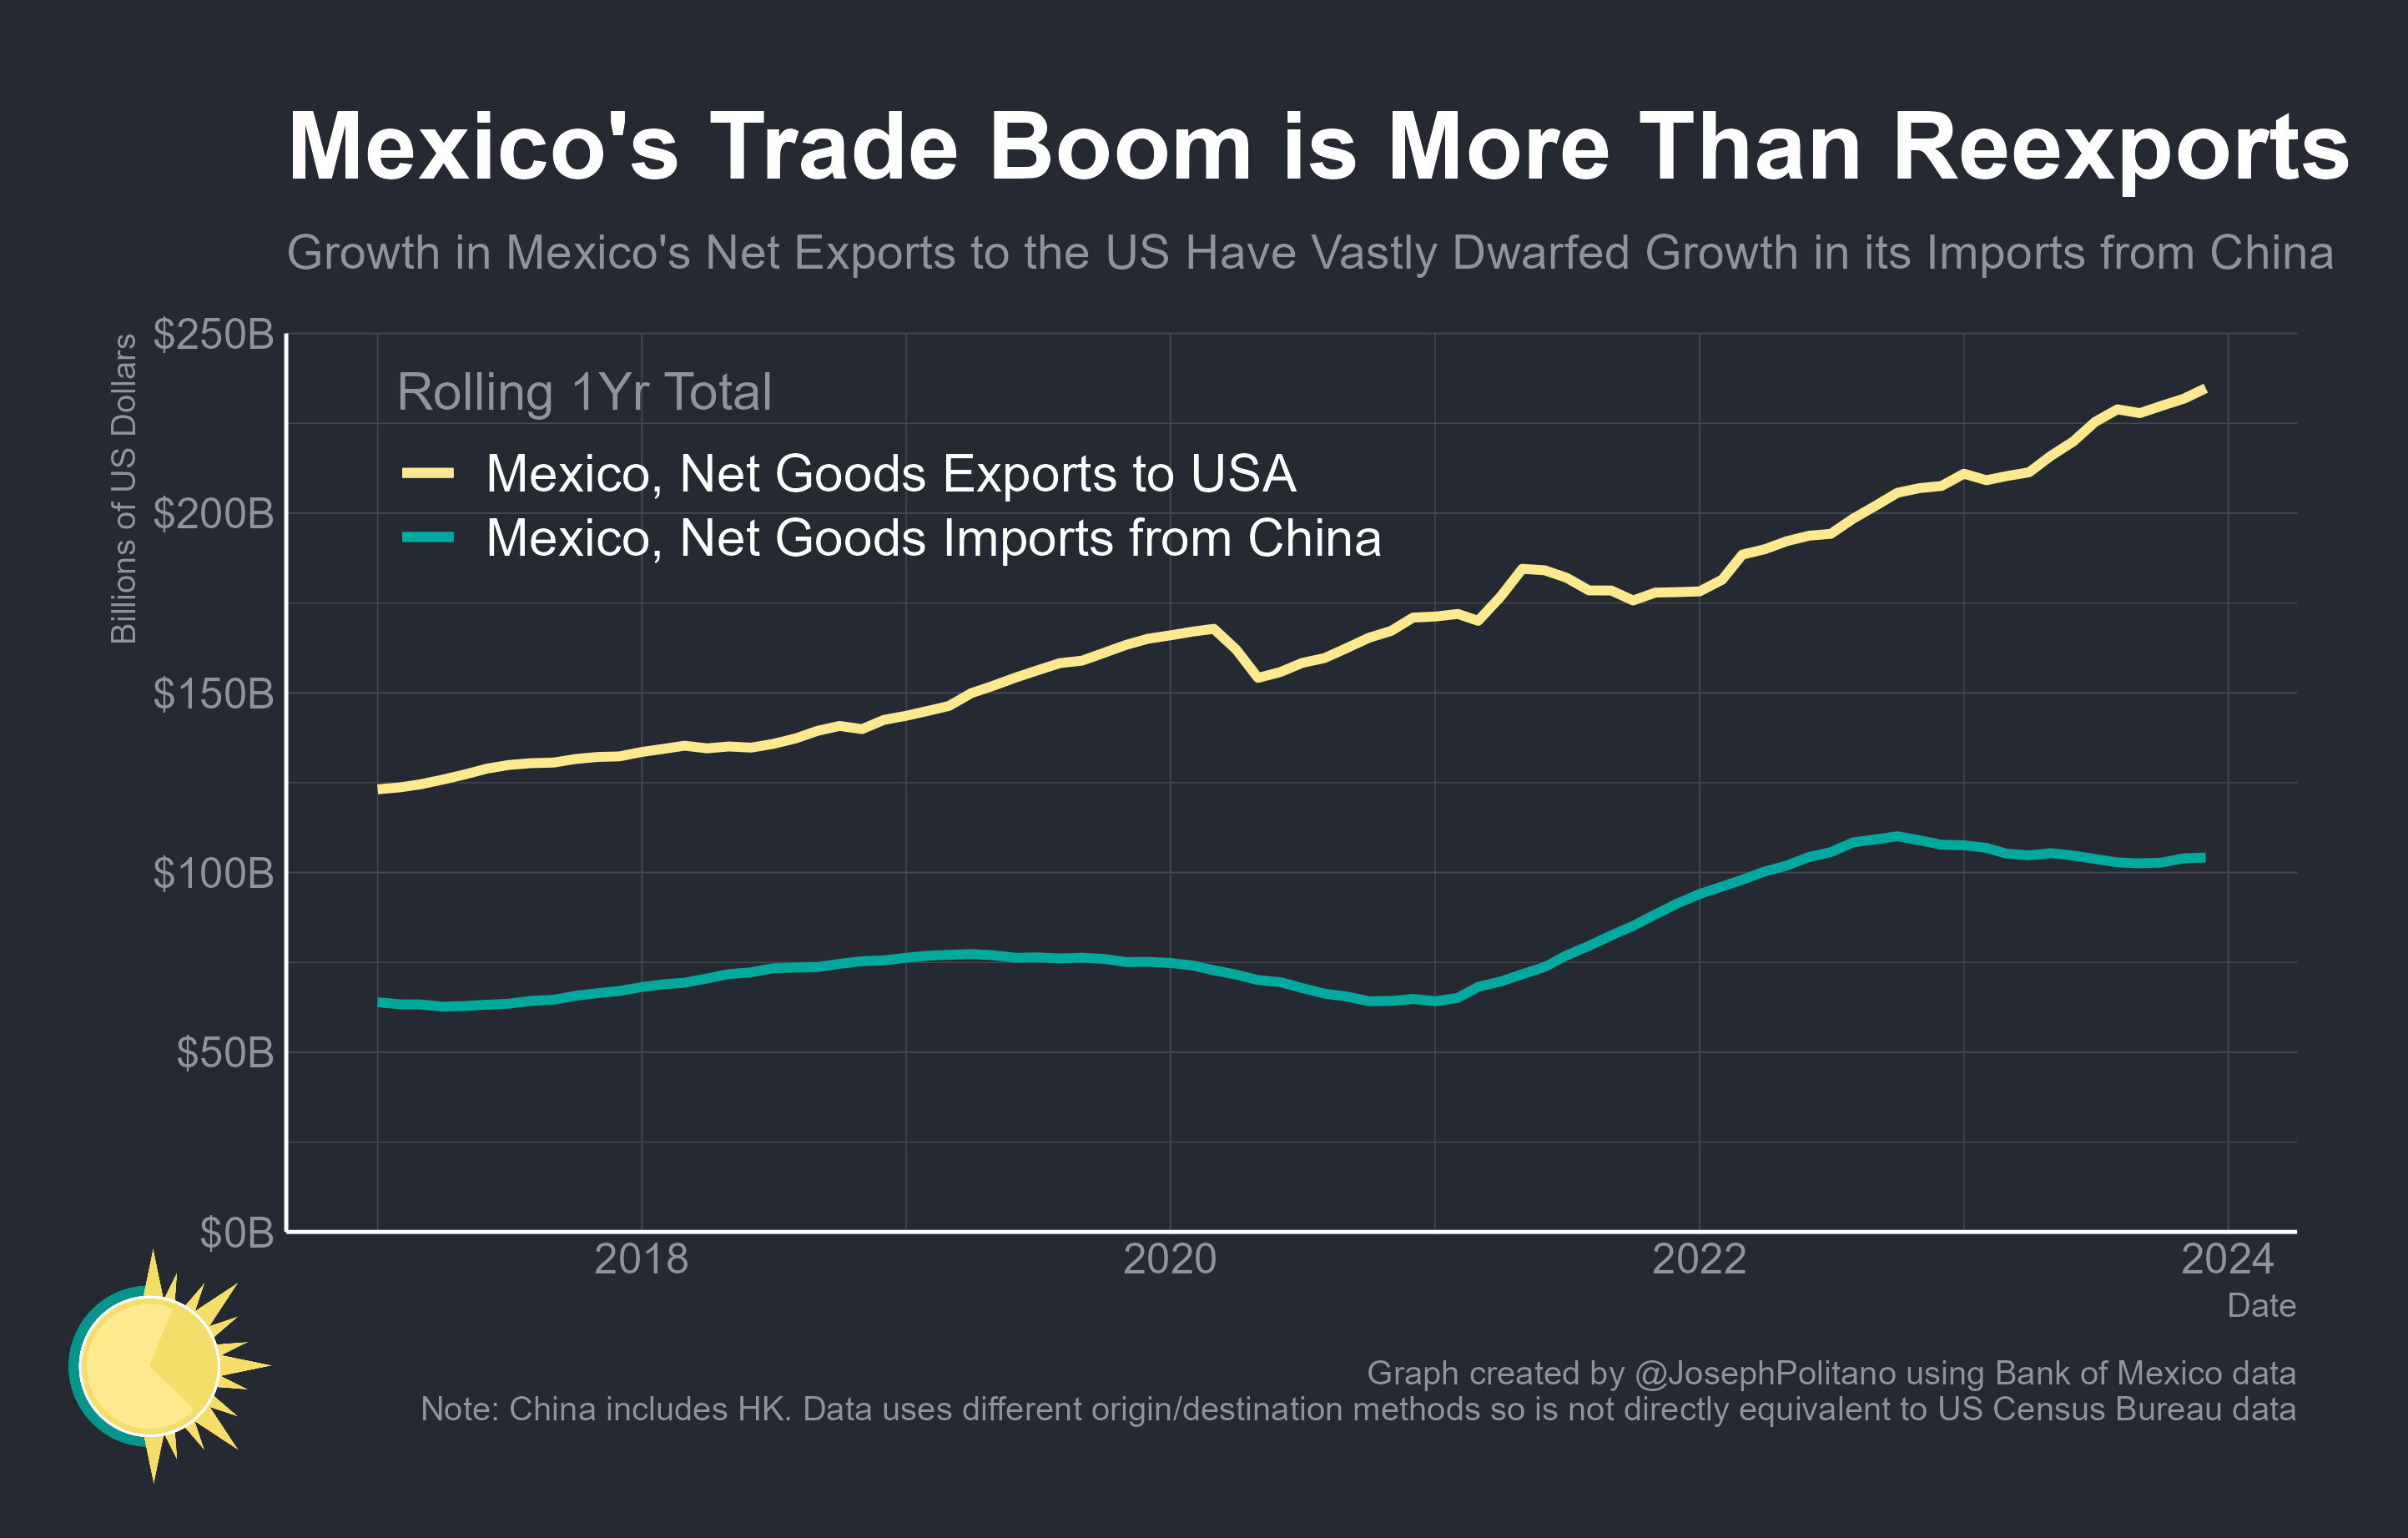 Mexico's Trade Boom is More Than Reexports
Growth in Mexico's Net Exports to the US Have Vastly Dwarfed Growth in its Imports from China
Billions of US Dollars
$250B
$200B
$150B
$100B
$50B
$0B
Rolling 1Yr Total
Mexico, Net Goods Exports to USA
Mexico, Net Goods Imports from China
2018
2020
2022
2024
Date
Graph created by @JosephPolitano using Bank of Mexico data
Note: China includes HK. Data uses different origin/destination methods so is not directly equivalent to US Census Bureau data